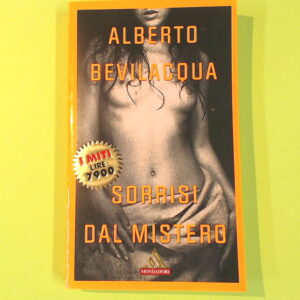 ALBERTO
BEVILACQUA
I MITI
LIRE
7900
SORRISI
DAL MISTERO
MONDADORI